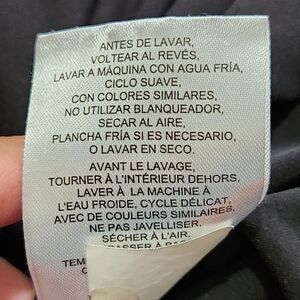 ANTES DE LAVAR,
VOLTEAR AL REVÉS,
LAVAR A MÁQUINA CON AGUA FRÍA,
CICLO SUAVE,
CON COLORES SIMILARES,
NO UTILIZAR BLANQUEADOR,
SECAR AL AIRE,
PLANCHA FRÍA SI ES NECESARIO,
O LAVAR EN SECO.
AVANT LE LAVAGE,
TOURNER À L'INTÉRIEUR DEHORS,
LAVER À LA MACHINE À
L'EAU FROIDE, CYCLE DÉLICAT,
AVEC DE COULEURS SIMILAIRES,
NE PAS JAVELLISER,
SÉCHER À L'AIR,